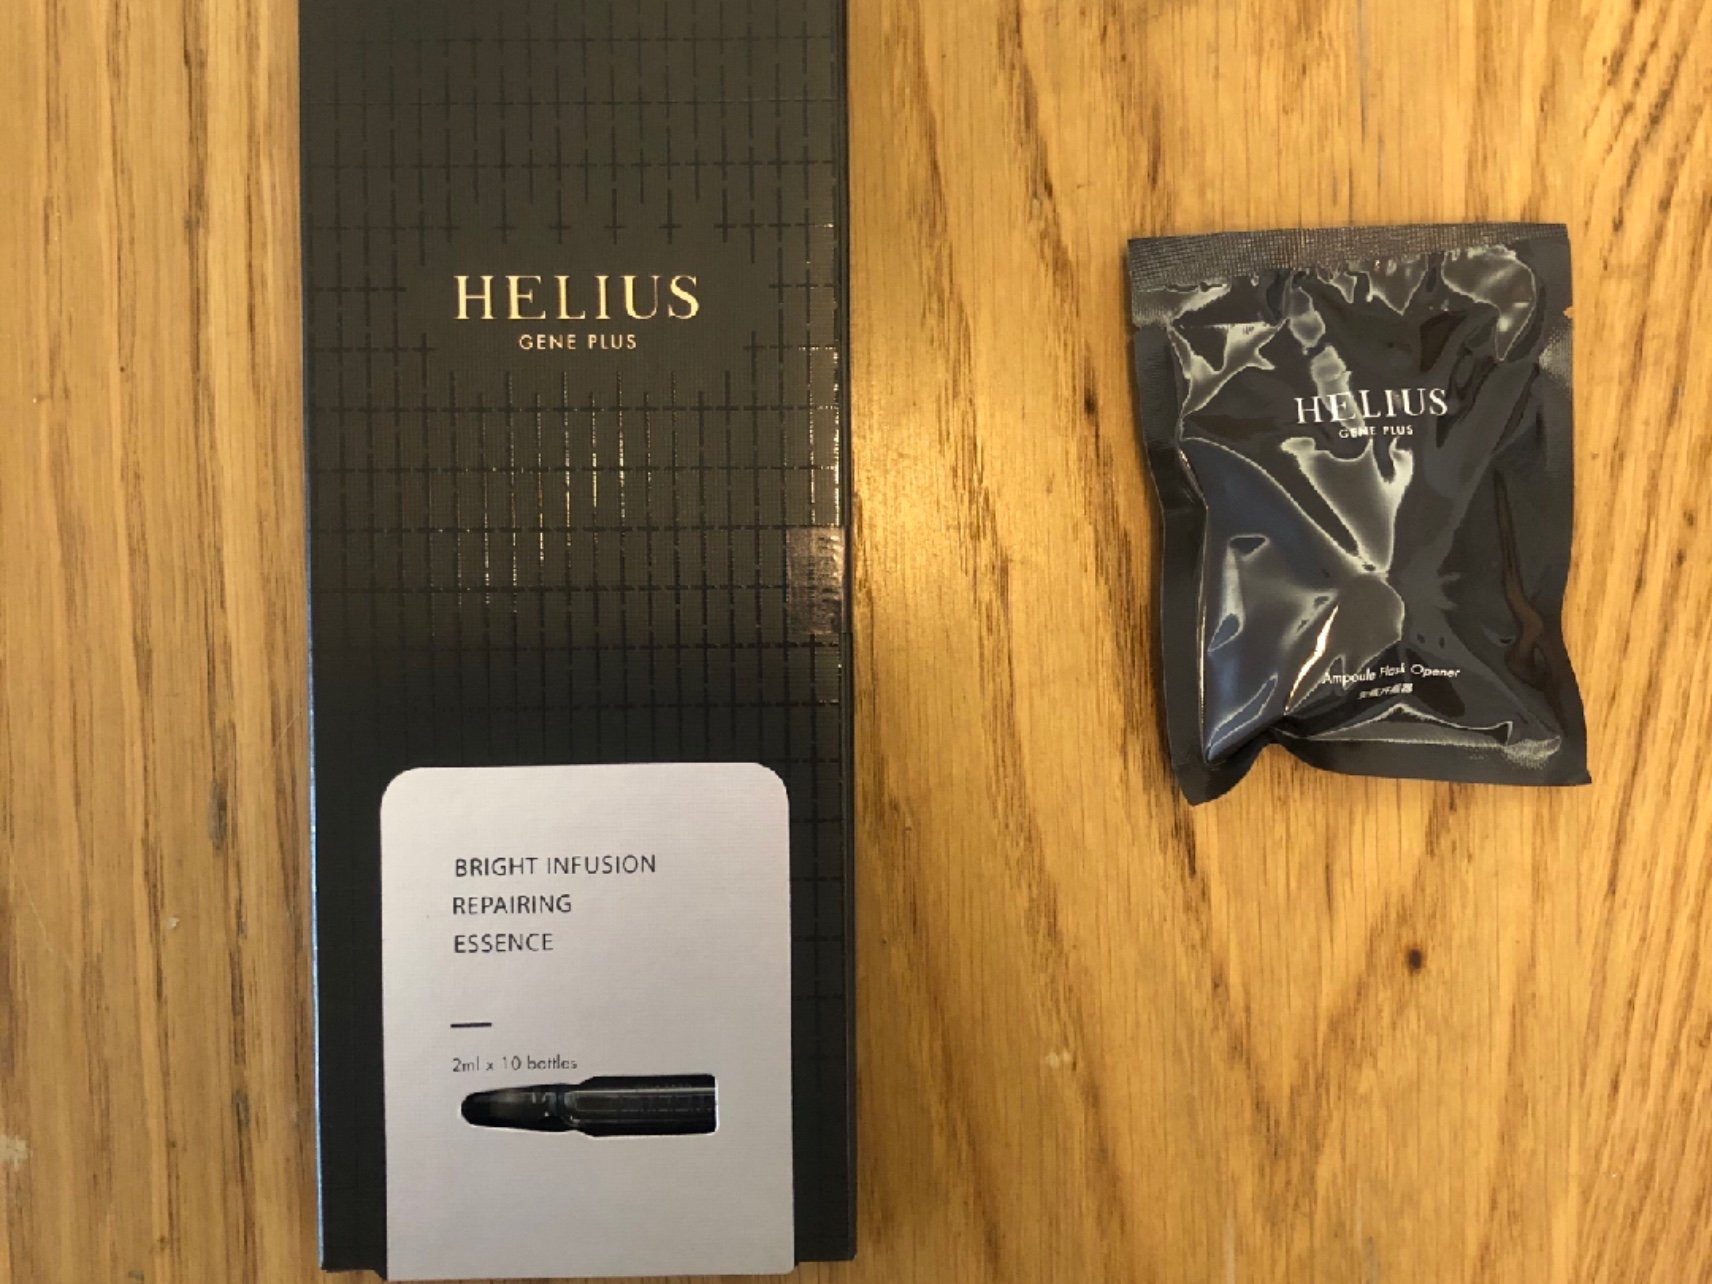 HELIUS
GENE PLUS
BRIGHT INFUSION
REPAIRING
ESSENCE
2ml x 10 bottles
HELIUS
GENE PLUS
Ampoule Flask Opener